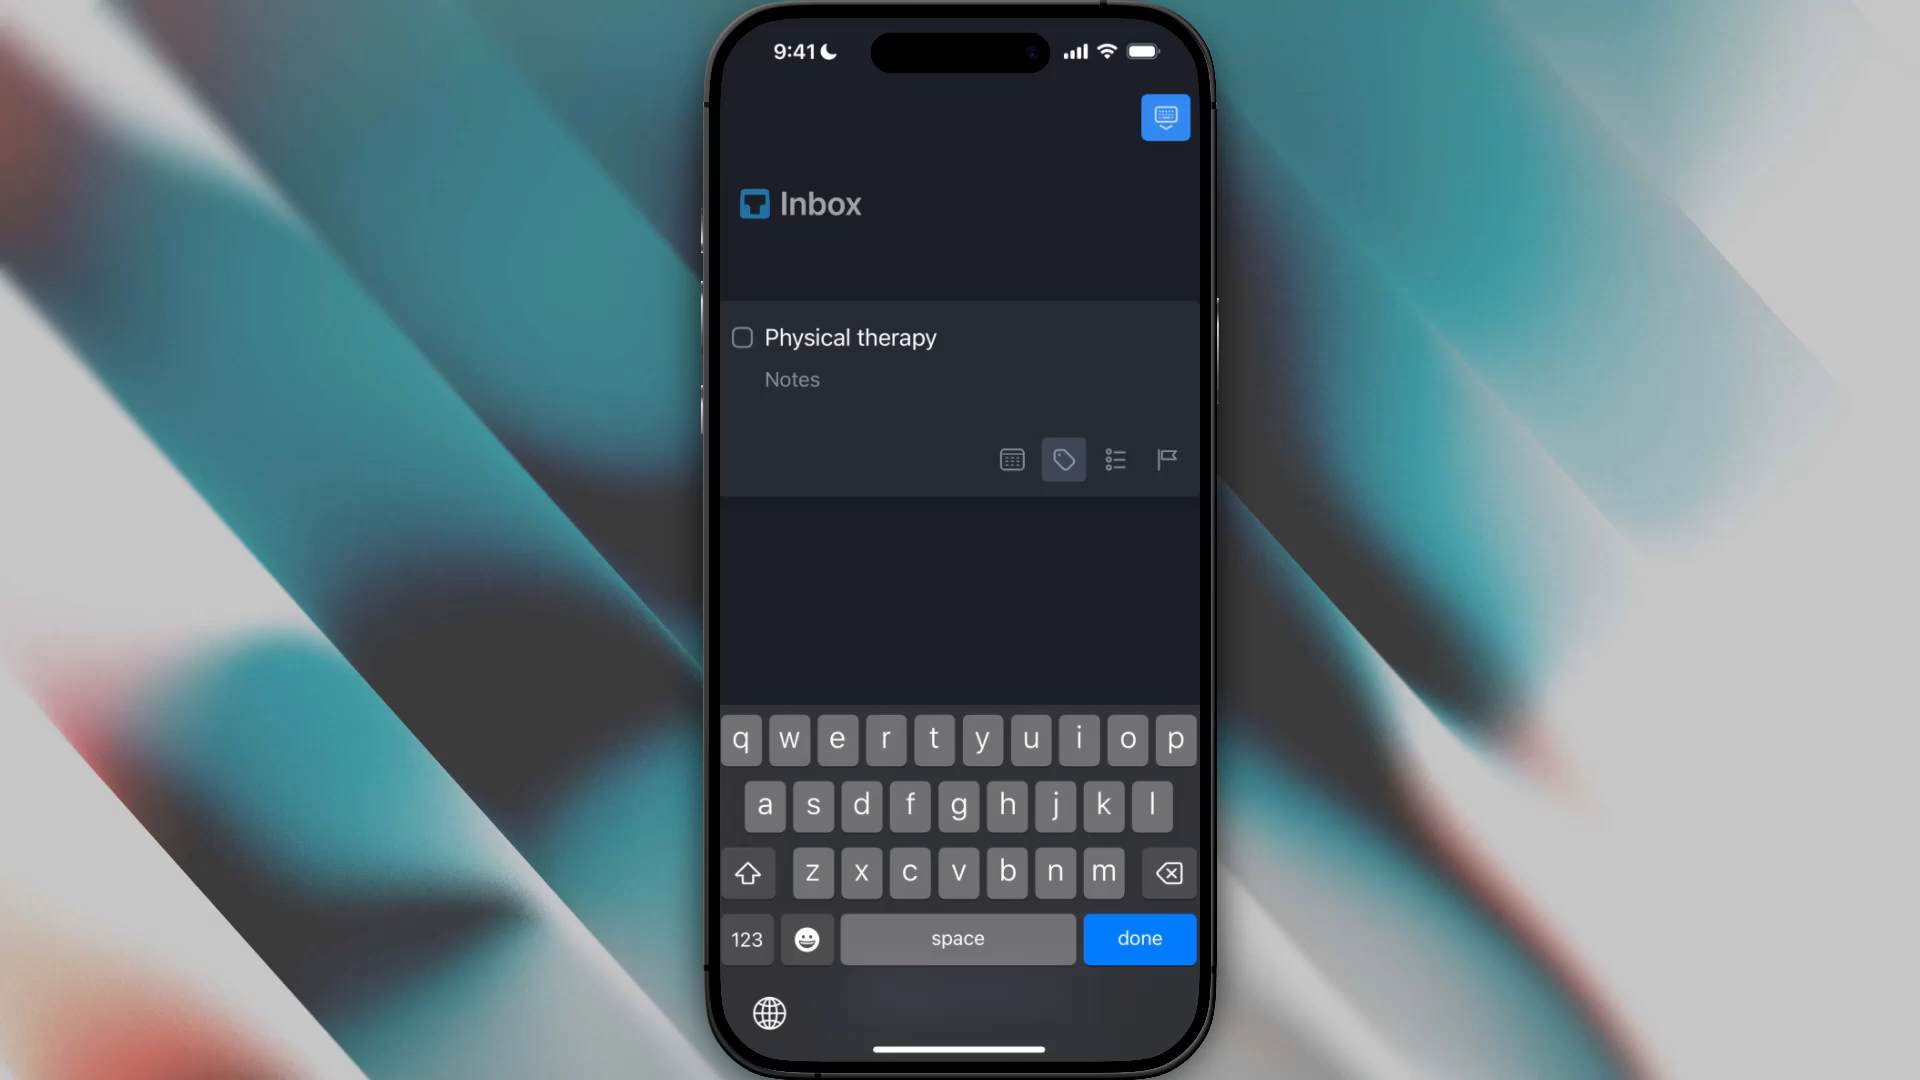 9:41
Inbox
Physical therapy
Notes
q w e r t y u i o p
a s d f g h j k l
z x c v b n m
123 space done